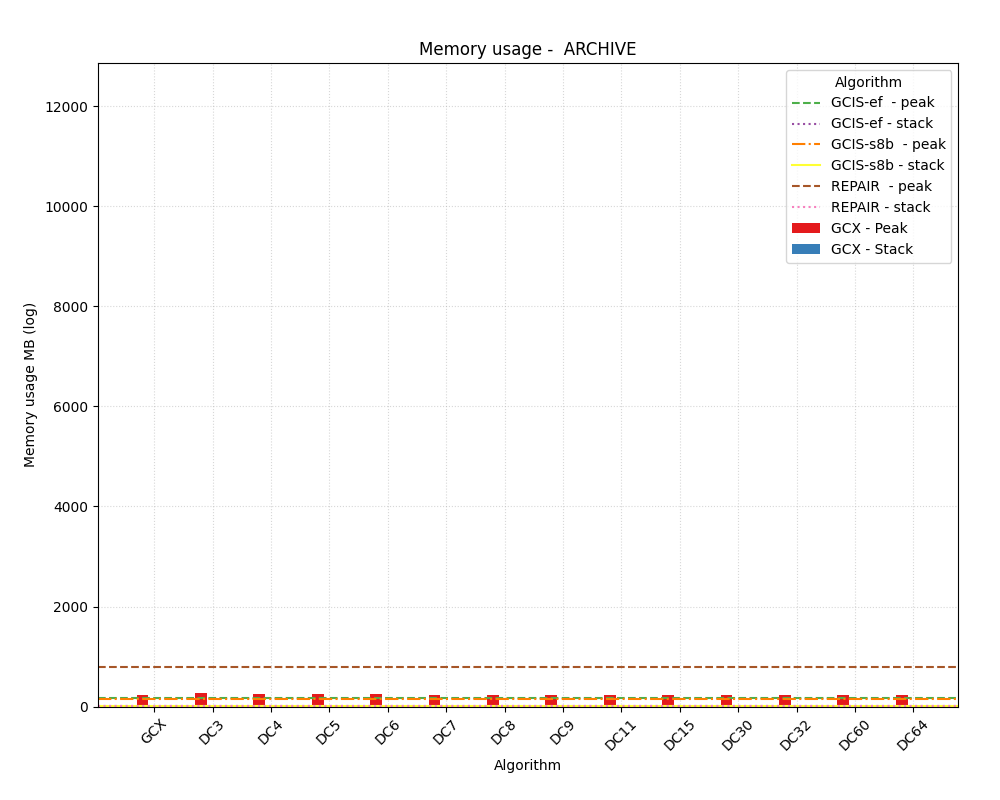 Memory usage -  ARCHIVE
Algorithm
GCIS-ef  - peak
GCIS-ef - stack
GCIS-s8b  - peak
GCIS-s8b - stack
REPAIR  - peak
REPAIR - stack
GCX - Peak
GCX - Stack
12000
10000
8000
6000
4000
2000
0
Memory usage MB (log)
GCX
DC3
DC4
DC5
DC6
DC7
DC8
DC9
DC11
DC15
DC30
DC32
DC60
DC64
Algorithm